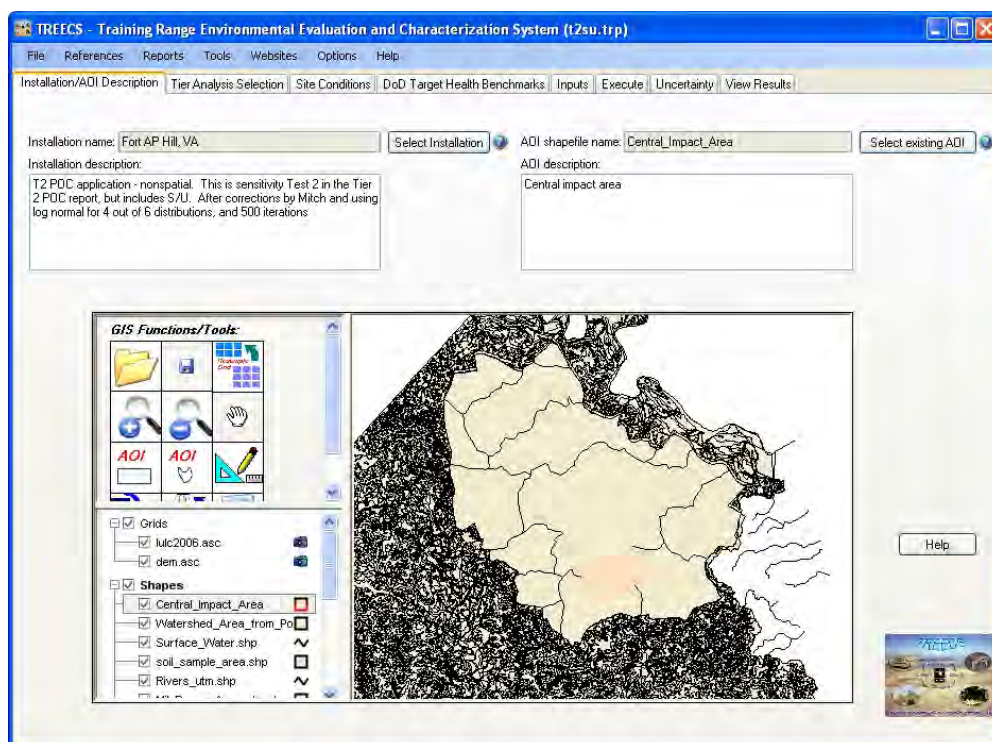 TREECS - Training Range Environmental Evaluation and Characterization System (t2su.trp)
File References Reports Tools Websites Options Help
Installation/AOI Description Tier Analysis Selection Site Conditions DoD Target Health Benchmarks Inputs Execute Uncertainty View Results
Installation name: Fort AP Hill, VA Select Installation AOI shapefile name: Central_Impact_Area Select existing AOI
Installation description: AOI description:
T2 POC application - nonspatial. This is sensitivity Test 2 in the Tier
2 POC report, but includes S/U. After corrections by Mitch and using
log normal for 4 out of 6 distributions, and 500 iterations
Central impact area
GIS Functions/Tools:
AOI AOI
Grids
lulc2006.asc
dem.asc
Shapes
Central_Impact_Area
Watershed_Area_from_Po
Surface_Water.shp
soil_sample_area.shp
Rivers_utm.shp
Help
TREECS